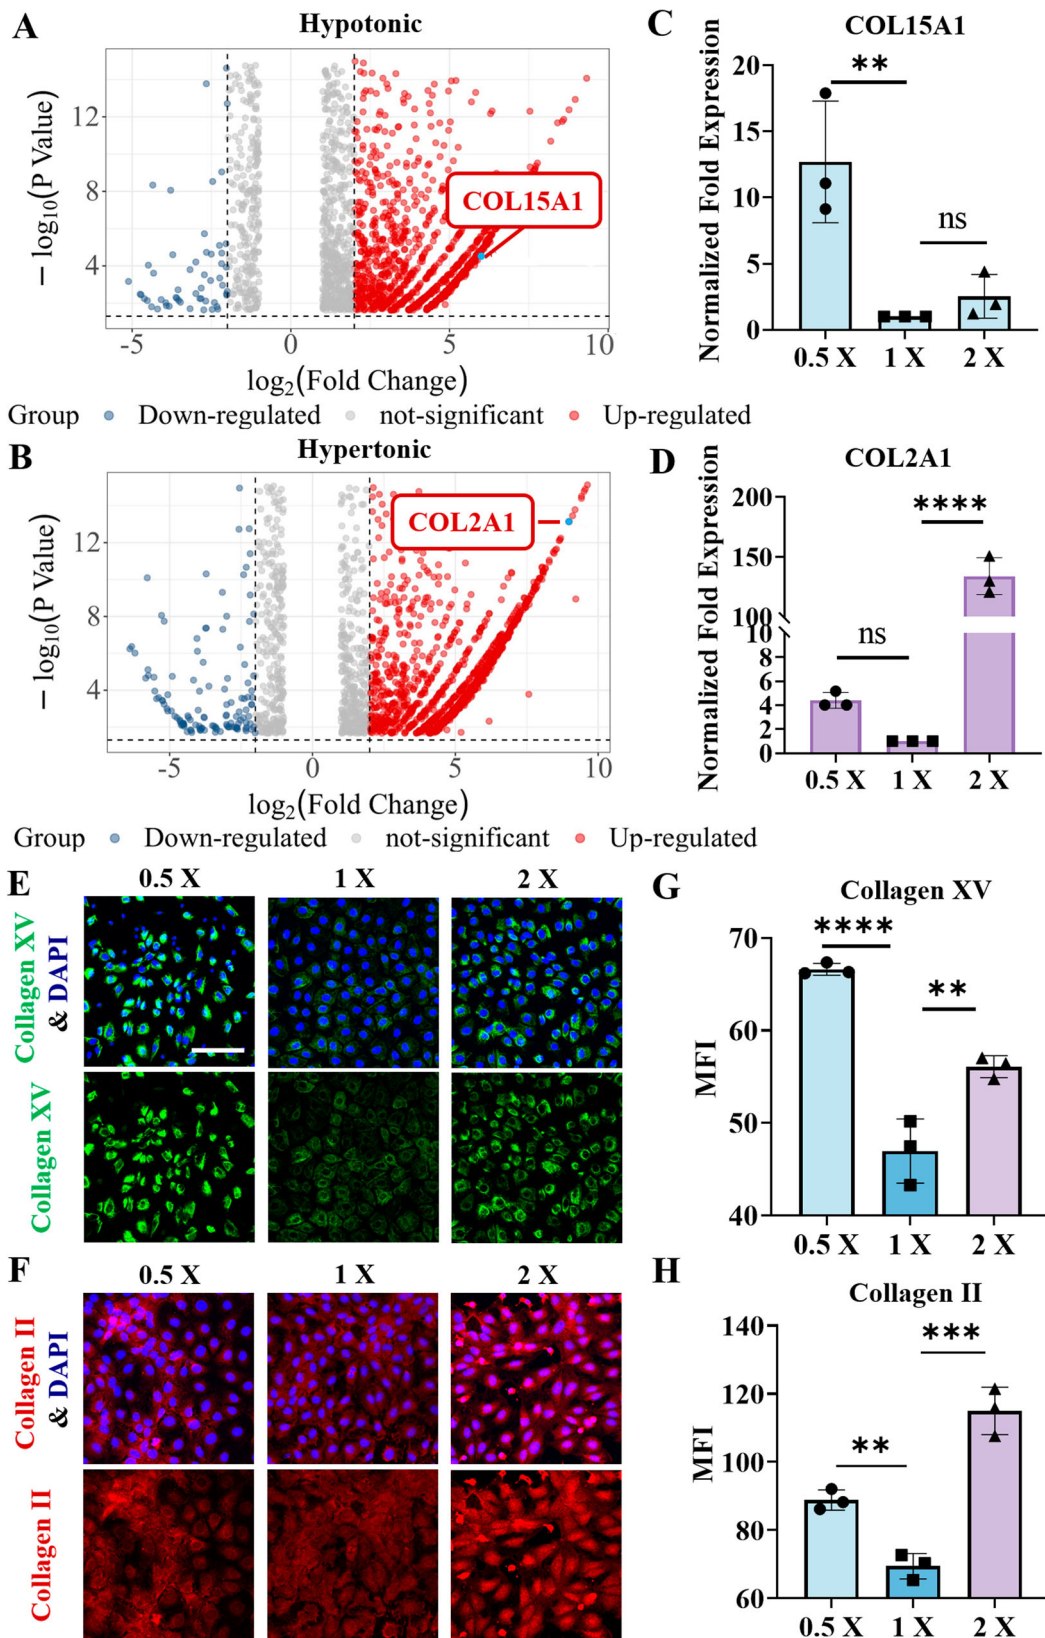 A
Hypotonic
− log10(P Value)
12
8
4
COL15A1
-5
0
5
10
log2(Fold Change)
Group Down-regulated not-significant Up-regulated
B
Hypertonic
− log10(P Value)
12
8
4
COL2A1
-5
0
5
10
log2(Fold Change)
Group Down-regulated not-significant Up-regulated
C
COL15A1
Normalized Fold Expression
20
15
10
5
0
**
ns
0.5 X
1 X
2 X
D
COL2A1
Normalized Fold Expression
200
150
100
10
8
6
4
2
0
ns
****
0.5 X
1 X
2 X
E
0.5 X
1 X
2 X
Collagen XV
& DAPI
Collagen XV
F
0.5 X
1 X
2 X
Collagen II
& DAPI
Collagen II
G
Collagen XV
MFI
70
60
50
40
****
**
0.5 X
1 X
2 X
H
Collagen II
MFI
140
120
100
80
60
**
***
0.5 X
1 X
2 X